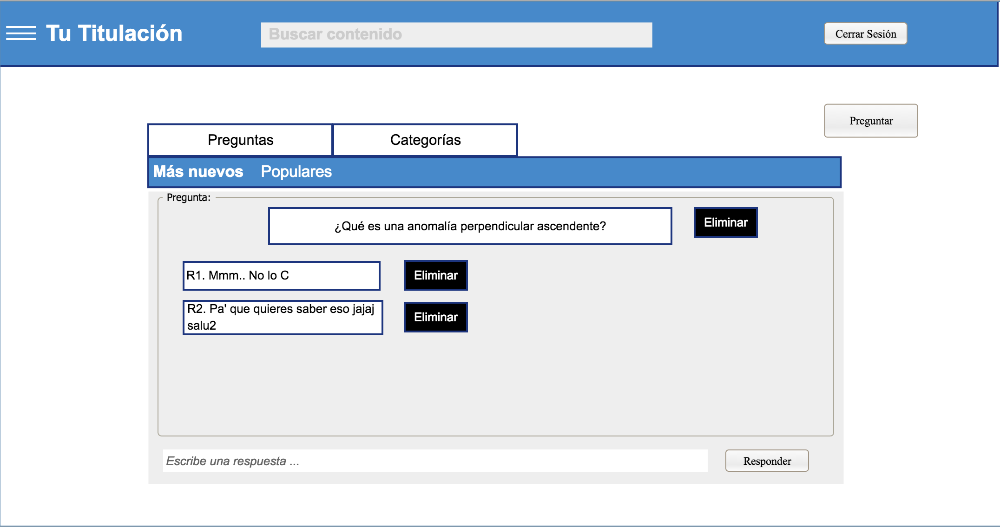 Tu Titulación
Buscar contenido
Cerrar Sesión
Preguntar
Preguntas
Categorías
Más nuevos
Populares
Pregunta:
¿Qué es una anomalía perpendicular ascendente?
Eliminar
R1. Mmm.. No lo C
Eliminar
R2. Pa' que quieres saber eso jajaj
salu2
Eliminar
Escribe una respuesta ...
Responder